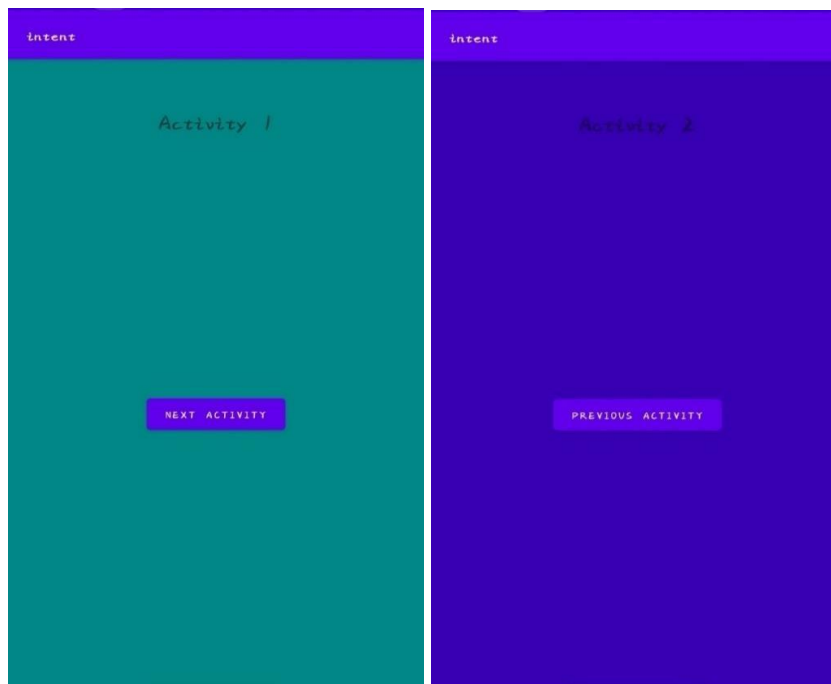 intent
Activity 1
NEXT ACTIVITY
intent
Activity 2
PREVIOUS ACTIVITY